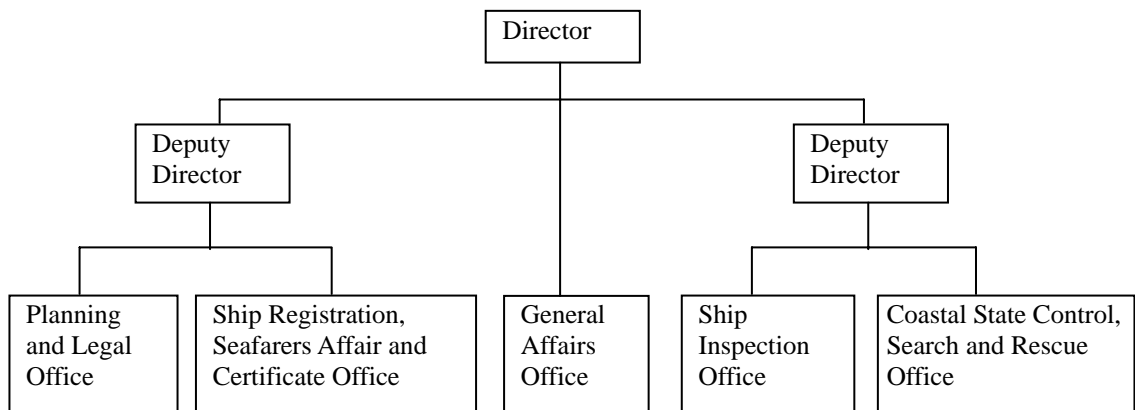 Director
Deputy
Director
Deputy
Director
Planning
and Legal
Office
Ship Registration,
Seafarers Affair and
Certificate Office
General
Affairs
Office
Ship
Inspection
Office
Coastal State Control,
Search and Rescue
Office